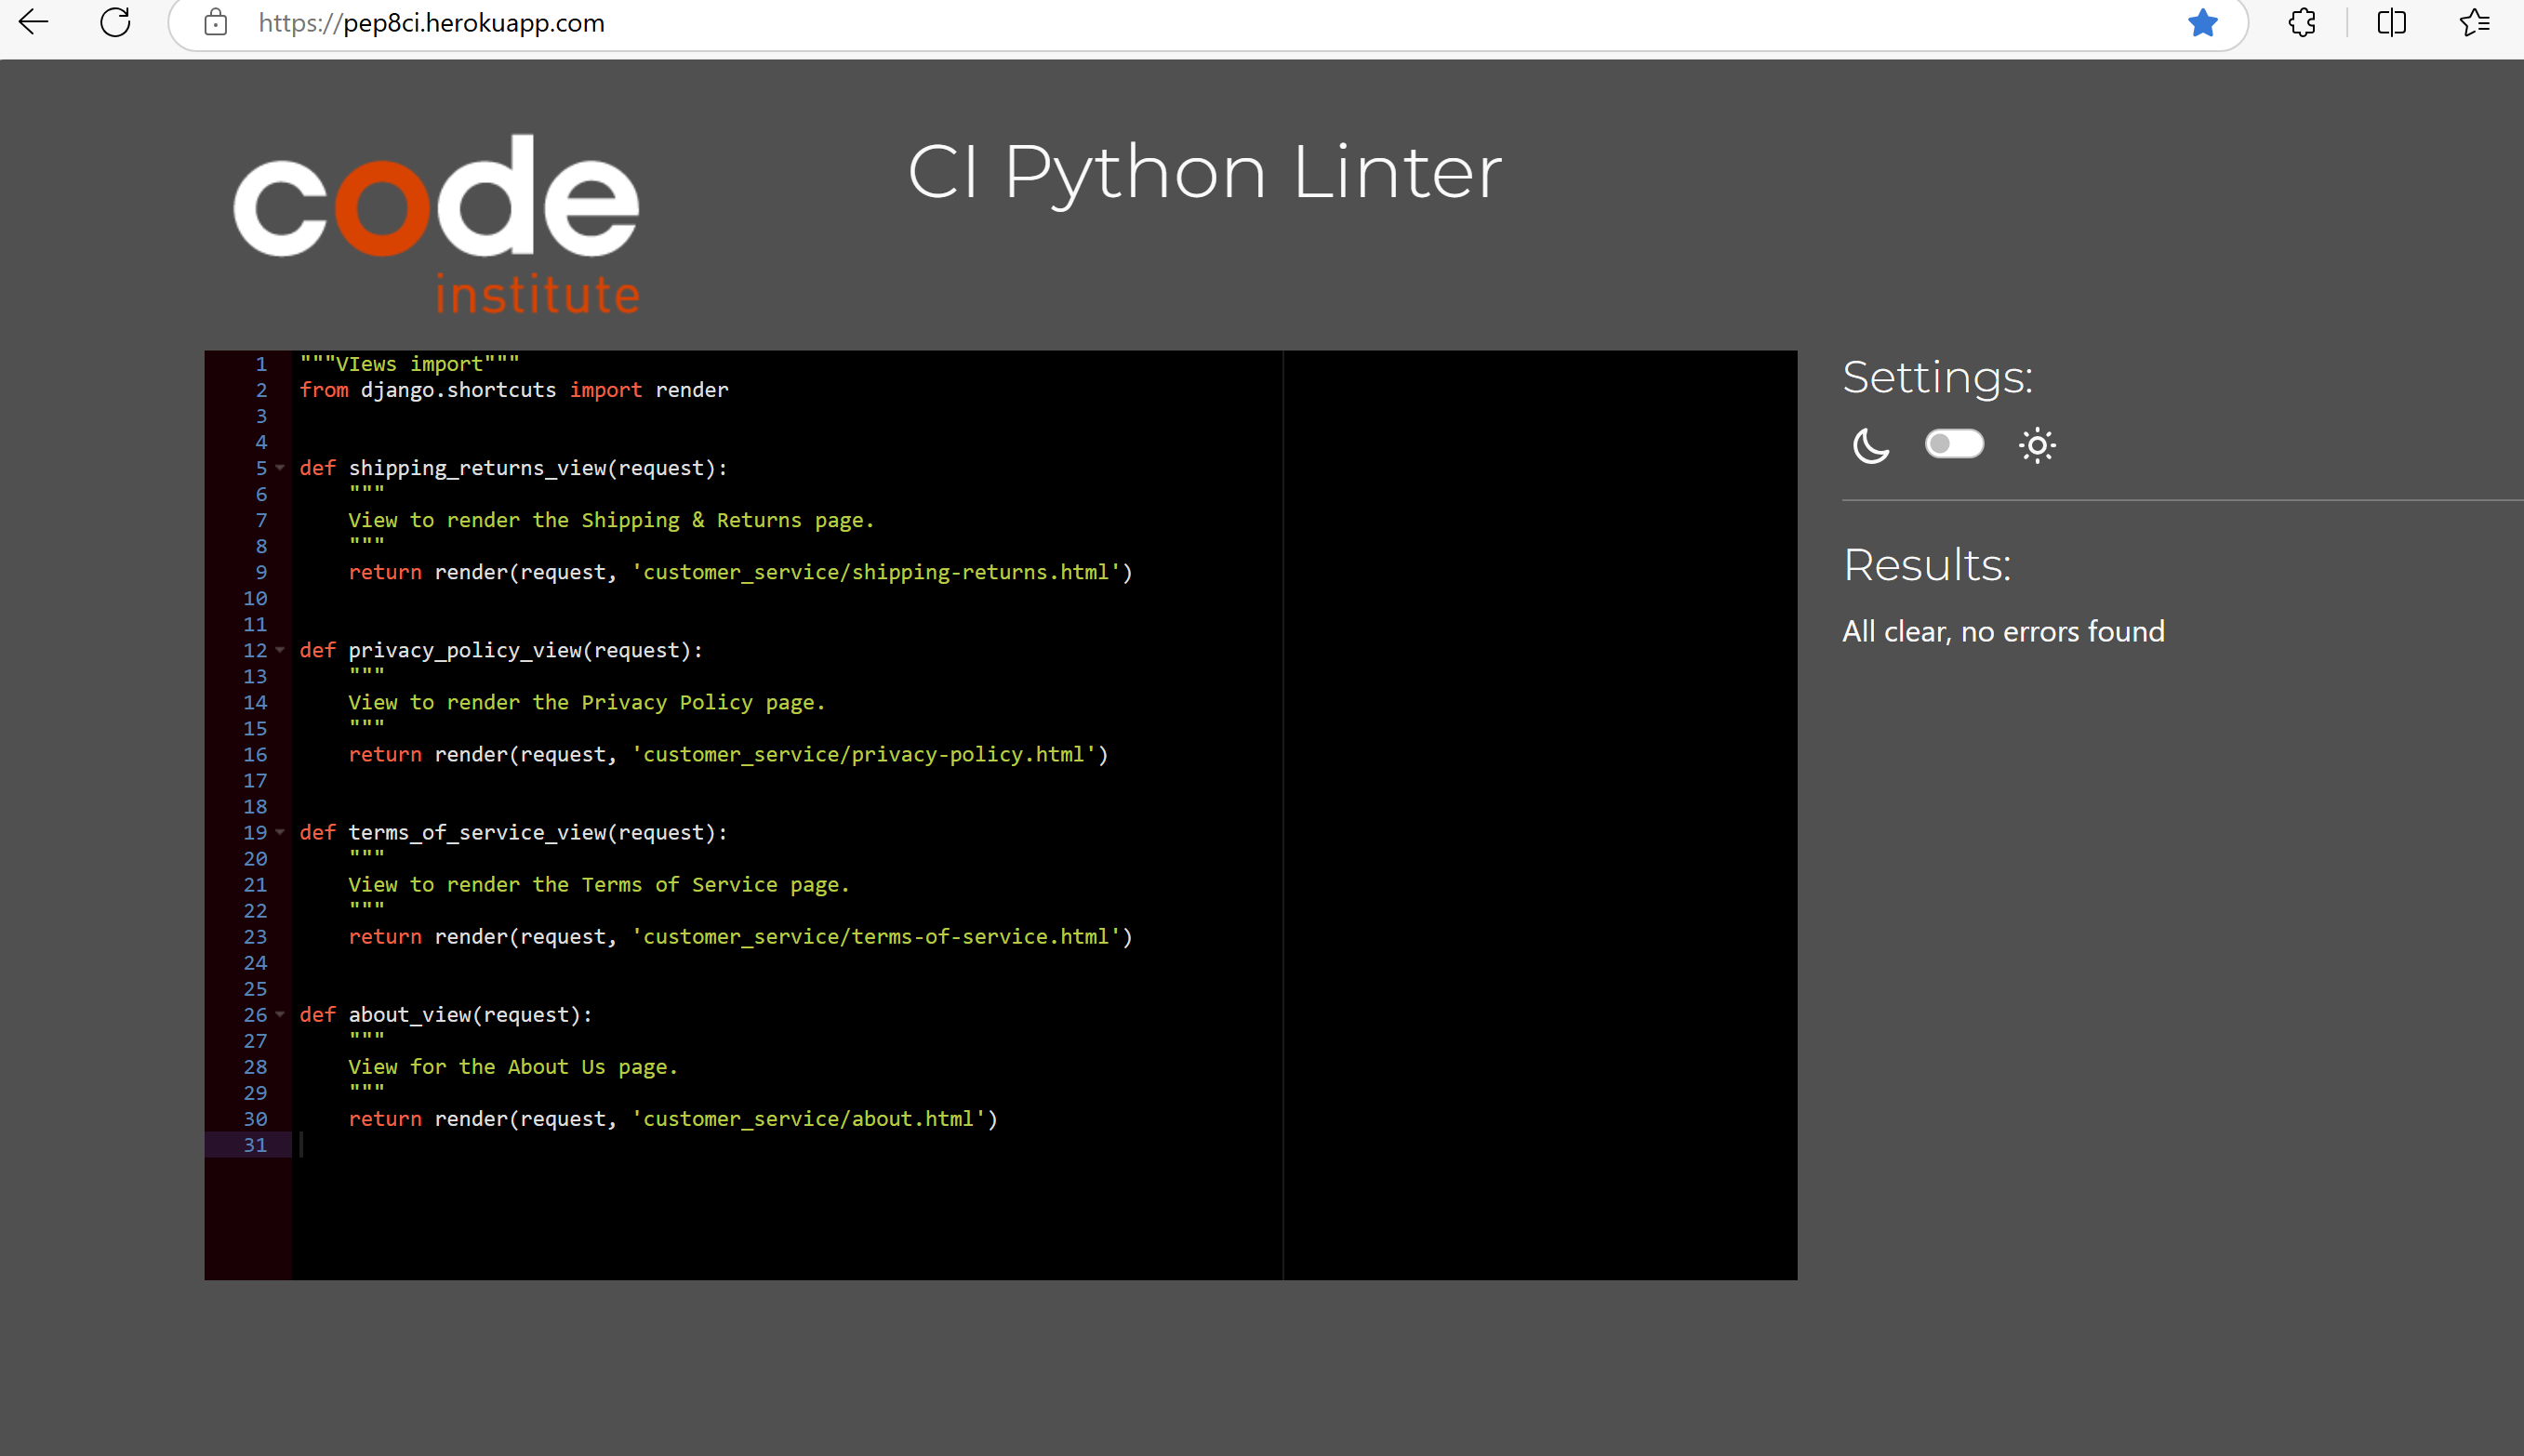 https://pep8ci.herokuapp.com
code
institute
CI Python Linter
1 """VIews import"""
2 from django.shortcuts import render
3
4
5 def shipping_returns_view(request):
6     """
7     View to render the Shipping & Returns page.
8     """
9     return render(request, 'customer_service/shipping-returns.html')
10
11
12 def privacy_policy_view(request):
13     """
14     View to render the Privacy Policy page.
15     """
16     return render(request, 'customer_service/privacy-policy.html')
17
18
19 def terms_of_service_view(request):
20     """
21     View to render the Terms of Service page.
22     """
23     return render(request, 'customer_service/terms-of-service.html')
24
25
26 def about_view(request):
27     """
28     View for the About Us page.
29     """
30     return render(request, 'customer_service/about.html')
31
Settings:
Results:
All clear, no errors found